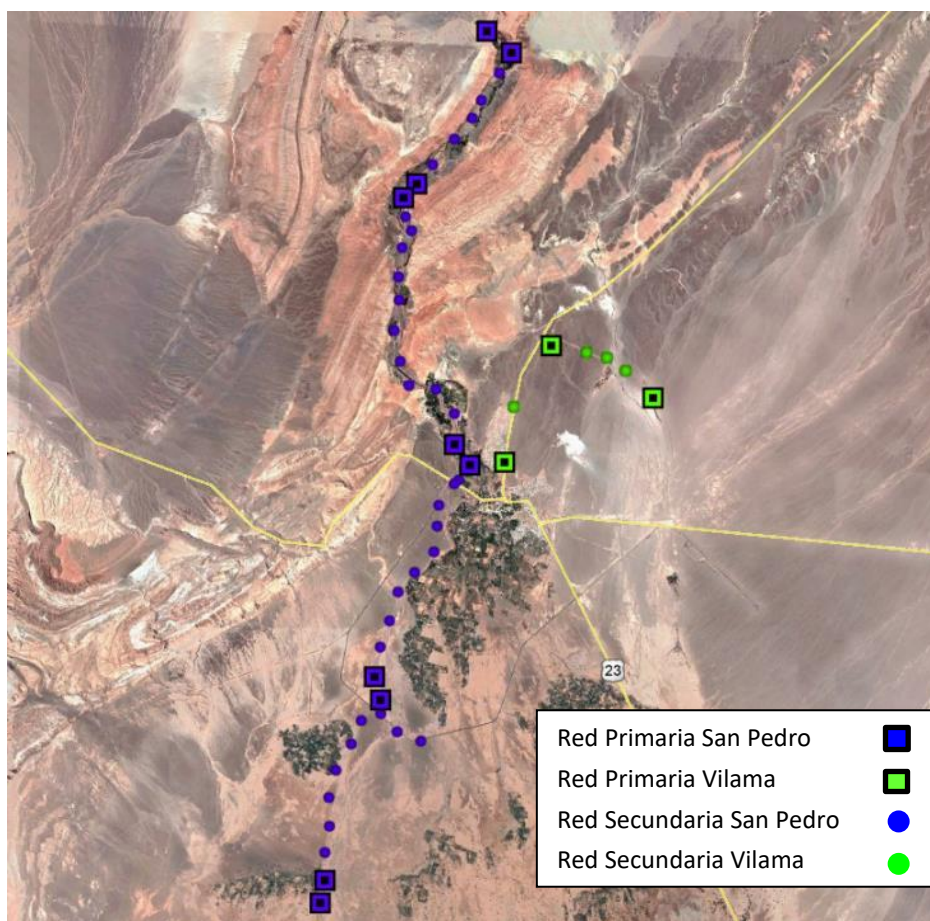 23
Red Primaria San Pedro
Red Primaria Vilama
Red Secundaria San Pedro
Red Secundaria Vilama